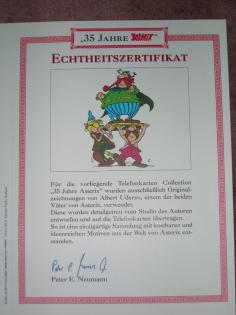 „35 JAHRE ASTERIX“
ECHTHEITSZERTIFIKAT
Für die vorliegende Telefonkarten Collection
„35 Jahre Asterix“ wurden ausschließlich Original-
zeichnungen von Albert Uderzo, einem der beiden
Väter von Asterix, verwendet.
Diese wurden detailgetreu vom Studio des Autoren
entworfen und auf die Telefonkarten übertragen.
So ist eine einzigartige Sammlung mit kostbaren und
ideenreichen Motiven aus der Welt von Asterix ent-
standen.
Peter E. Neumann